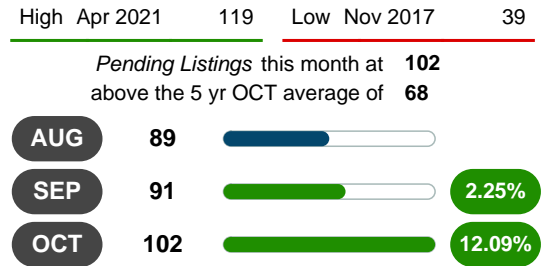 High Apr 2021 119 Low Nov 2017 39
Pending Listings this month at 102
above the 5 yr OCT average of 68
AUG 89
SEP 91 2.25%
OCT 102 12.09%